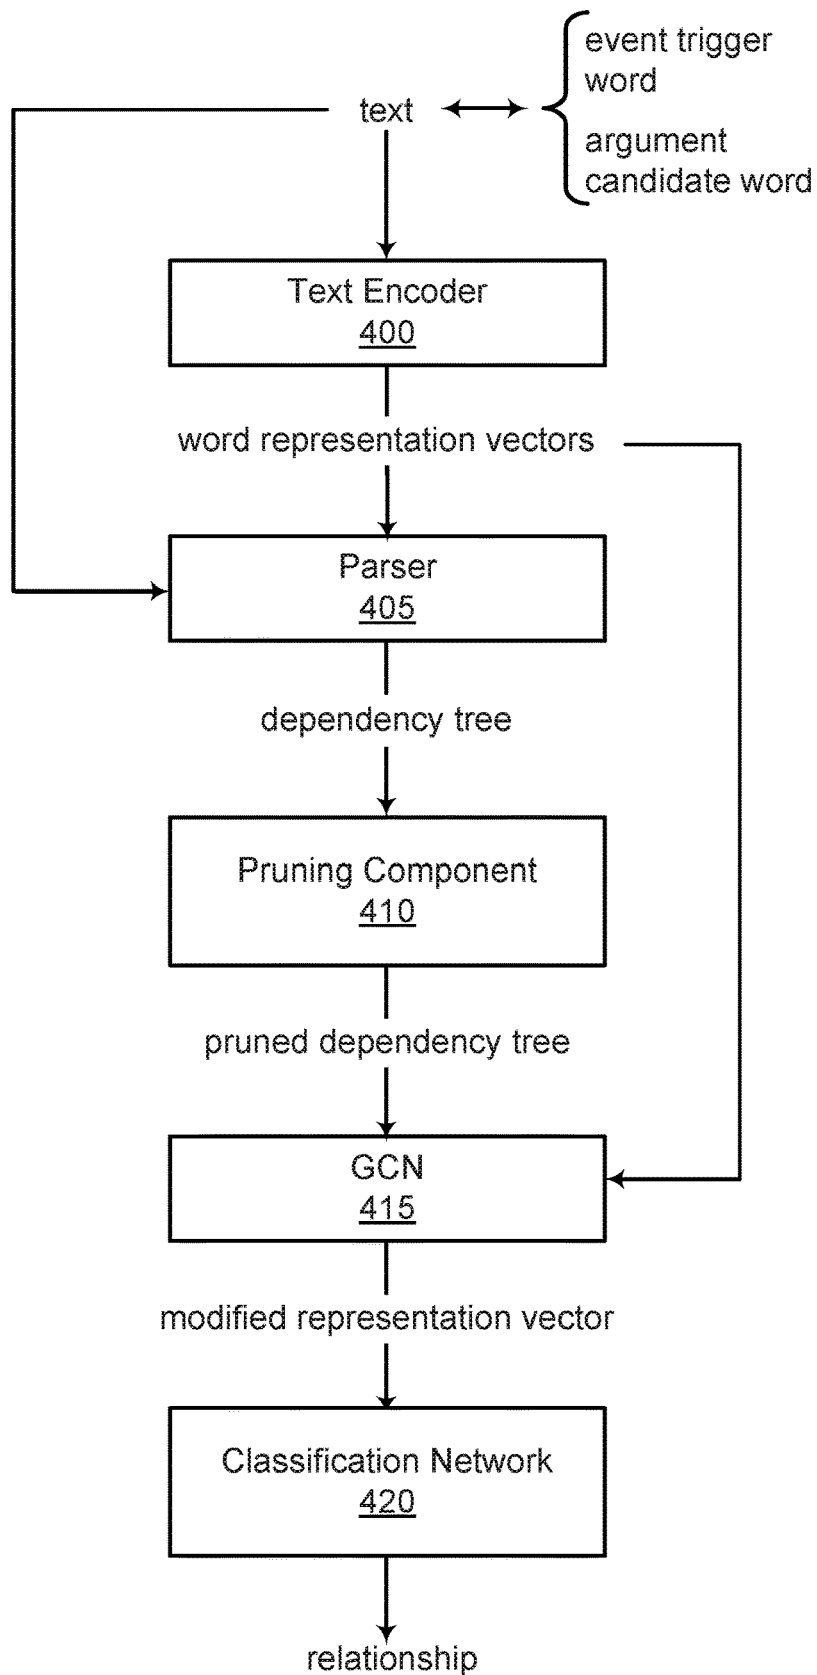 event trigger
word
text
argument
candidate word
Text Encoder
400
word representation vectors
Parser
405
dependency tree
Pruning Component
410
pruned dependency tree
GCN
415
modified representation vector
Classification Network
420
relationship